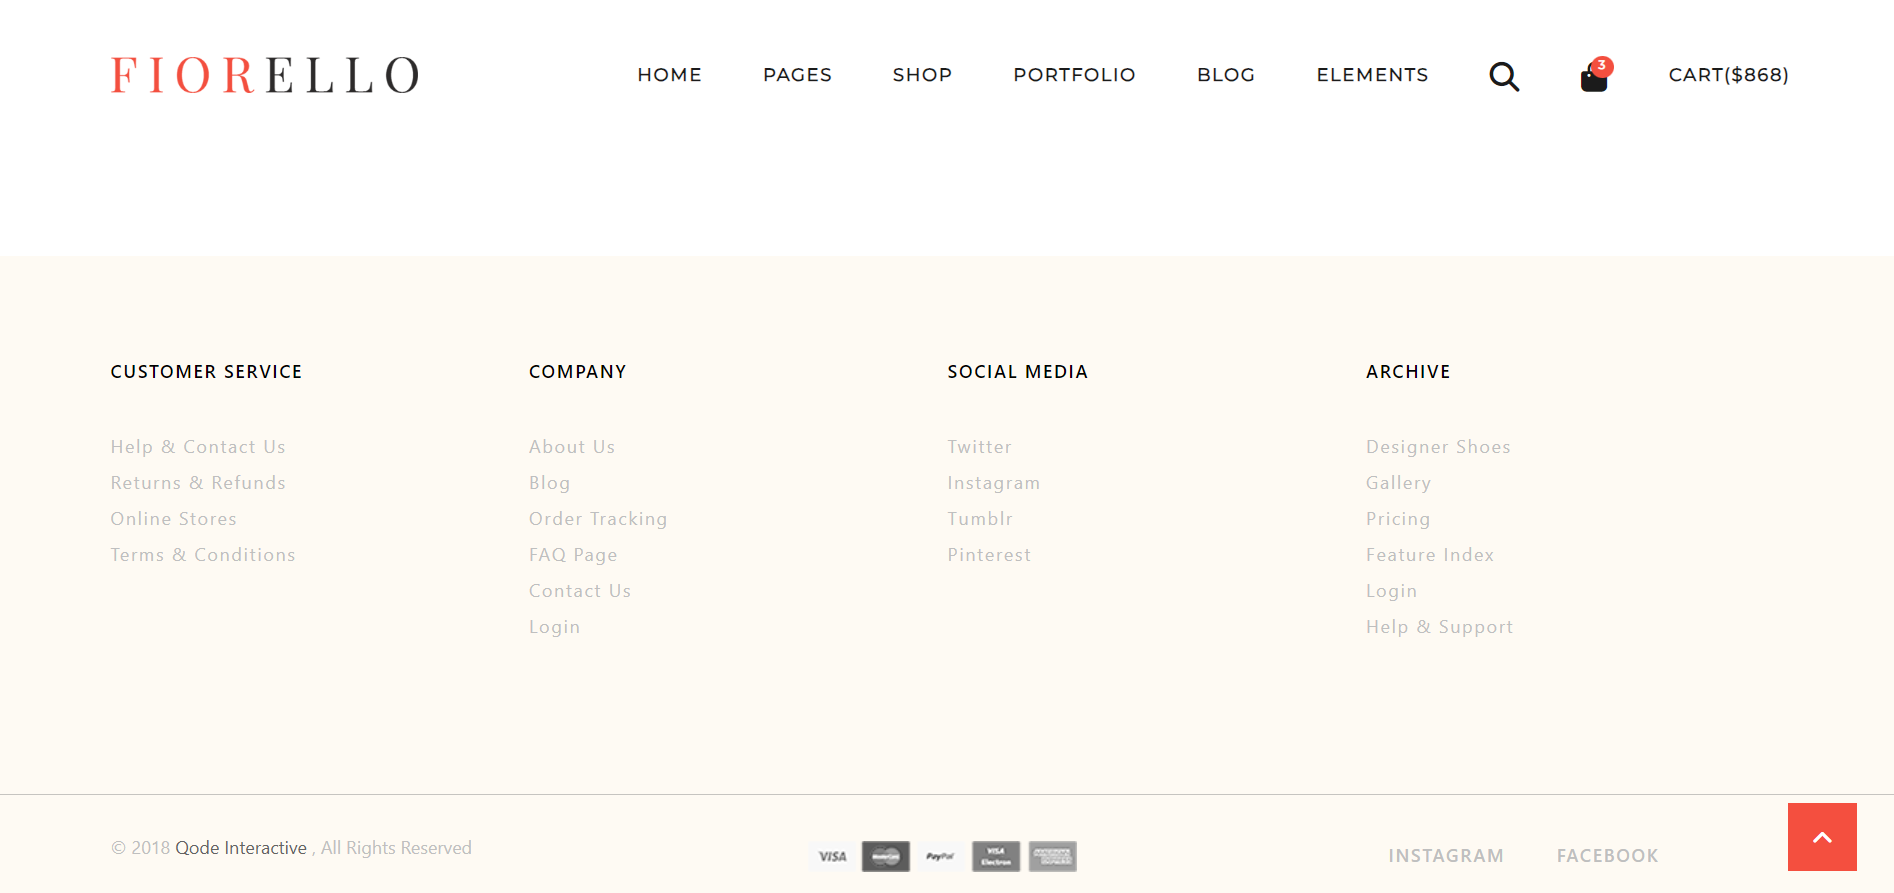 FIORELLO
HOME PAGES SHOP PORTFOLIO BLOG ELEMENTS 3 CART($868)
CUSTOMER SERVICE
Help & Contact Us
Returns & Refunds
Online Stores
Terms & Conditions
COMPANY
About Us
Blog
Order Tracking
FAQ Page
Contact Us
Login
SOCIAL MEDIA
Twitter
Instagram
Tumblr
Pinterest
ARCHIVE
Designer Shoes
Gallery
Pricing
Feature Index
Login
Help & Support
© 2018 Qode Interactive , All Rights Reserved
VISA MasterCard PayPal VISA Electron
INSTAGRAM FACEBOOK